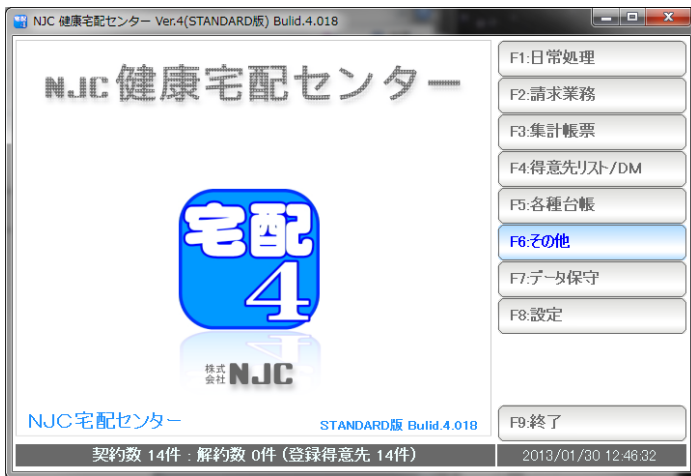 NJC 健康宅配センター Ver.4(STANDARD版) Bulid.4.018
NJC 健康宅配センター
宅配
4
株式会社 NJC
NJC宅配センター
STANDARD版 Bulid.4.018
F1:日常処理
F2:請求業務
F3:集計帳票
F4:得意先リスト/DM
F5:各種台帳
F6:その他
F7:データ保守
F8:設定
F9:終了
契約数 14件 : 解約数 0件 (登録得意先 14件)
2013/01/30 12:46:32